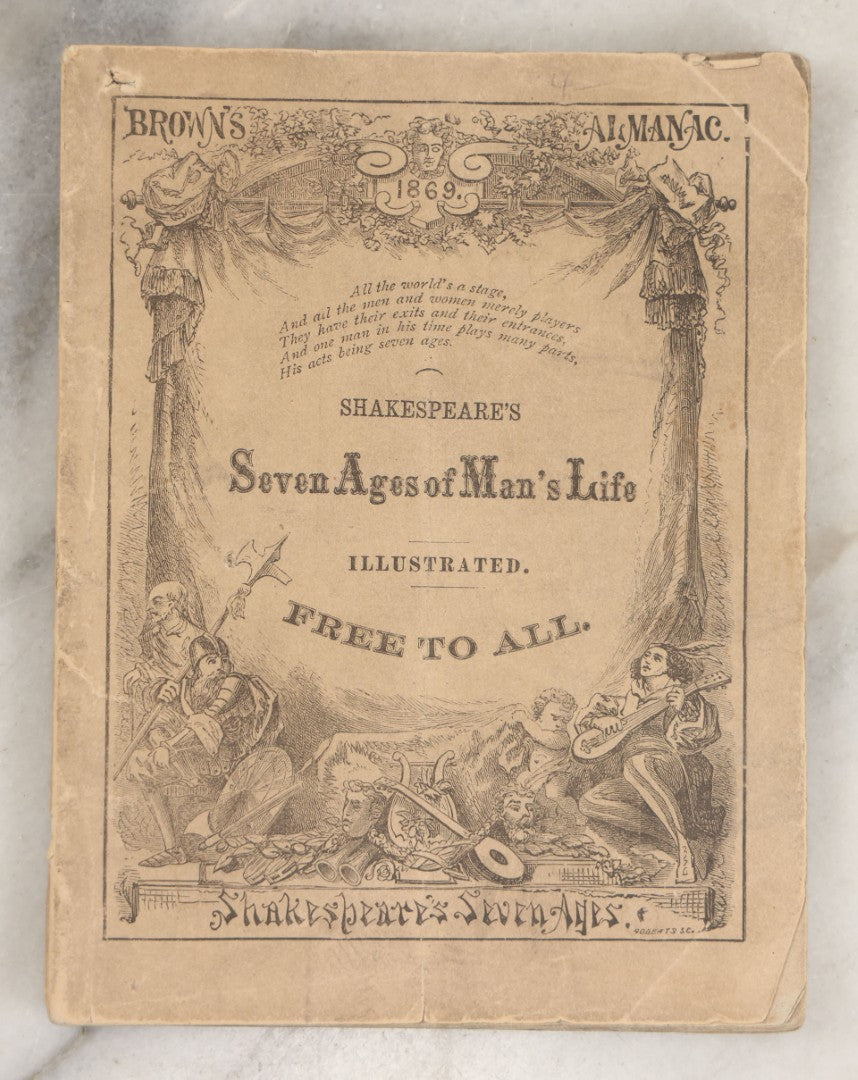 BROWN'S ALMANAC.
1869.
All the world's a stage,
And all the men and women merely players
They have their exits and their entrances,
And one man in his time plays many parts,
His acts being seven ages.
SHAKESPEARE'S
Seven Ages of Man's Life
ILLUSTRATED.
FREE TO ALL.
Shakespeare's Seven Ages.
ROBERTS SC.